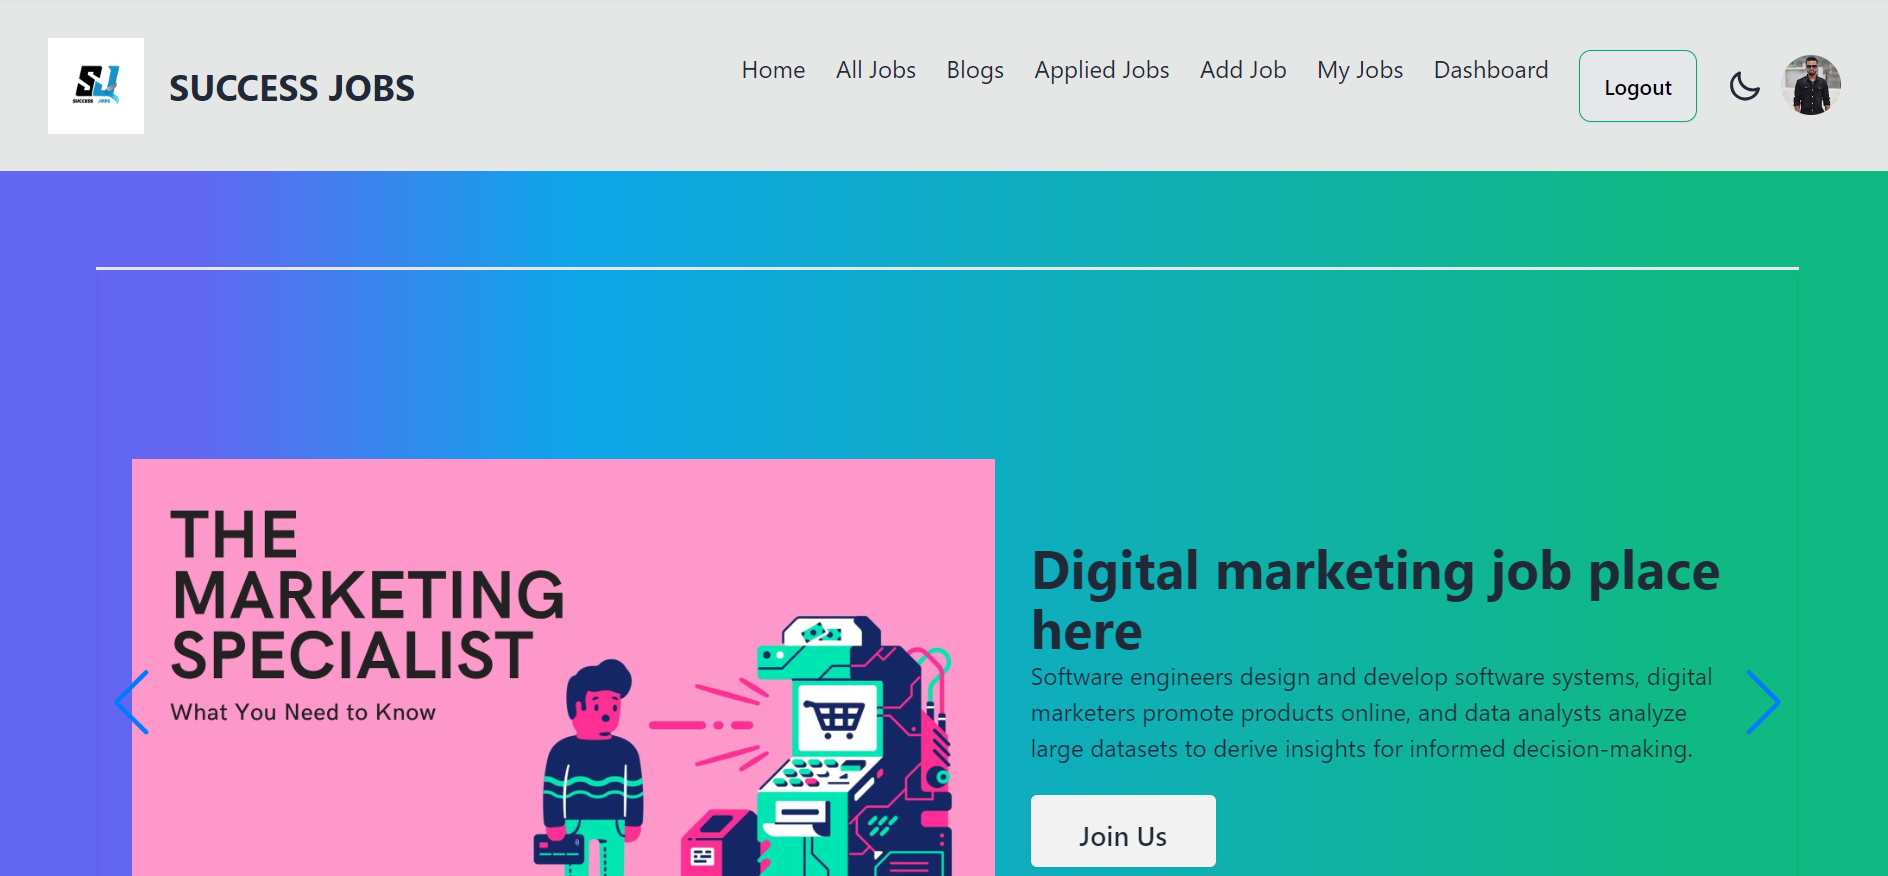 SJ
SUCCESS JOBS
SUCCESS JOBS
Home All Jobs Blogs Applied Jobs Add Job My Jobs Dashboard Logout
THE
MARKETING
SPECIALIST
What You Need to Know
Digital marketing job place
here
Software engineers design and develop software systems, digital
marketers promote products online, and data analysts analyze
large datasets to derive insights for informed decision-making.
Join Us